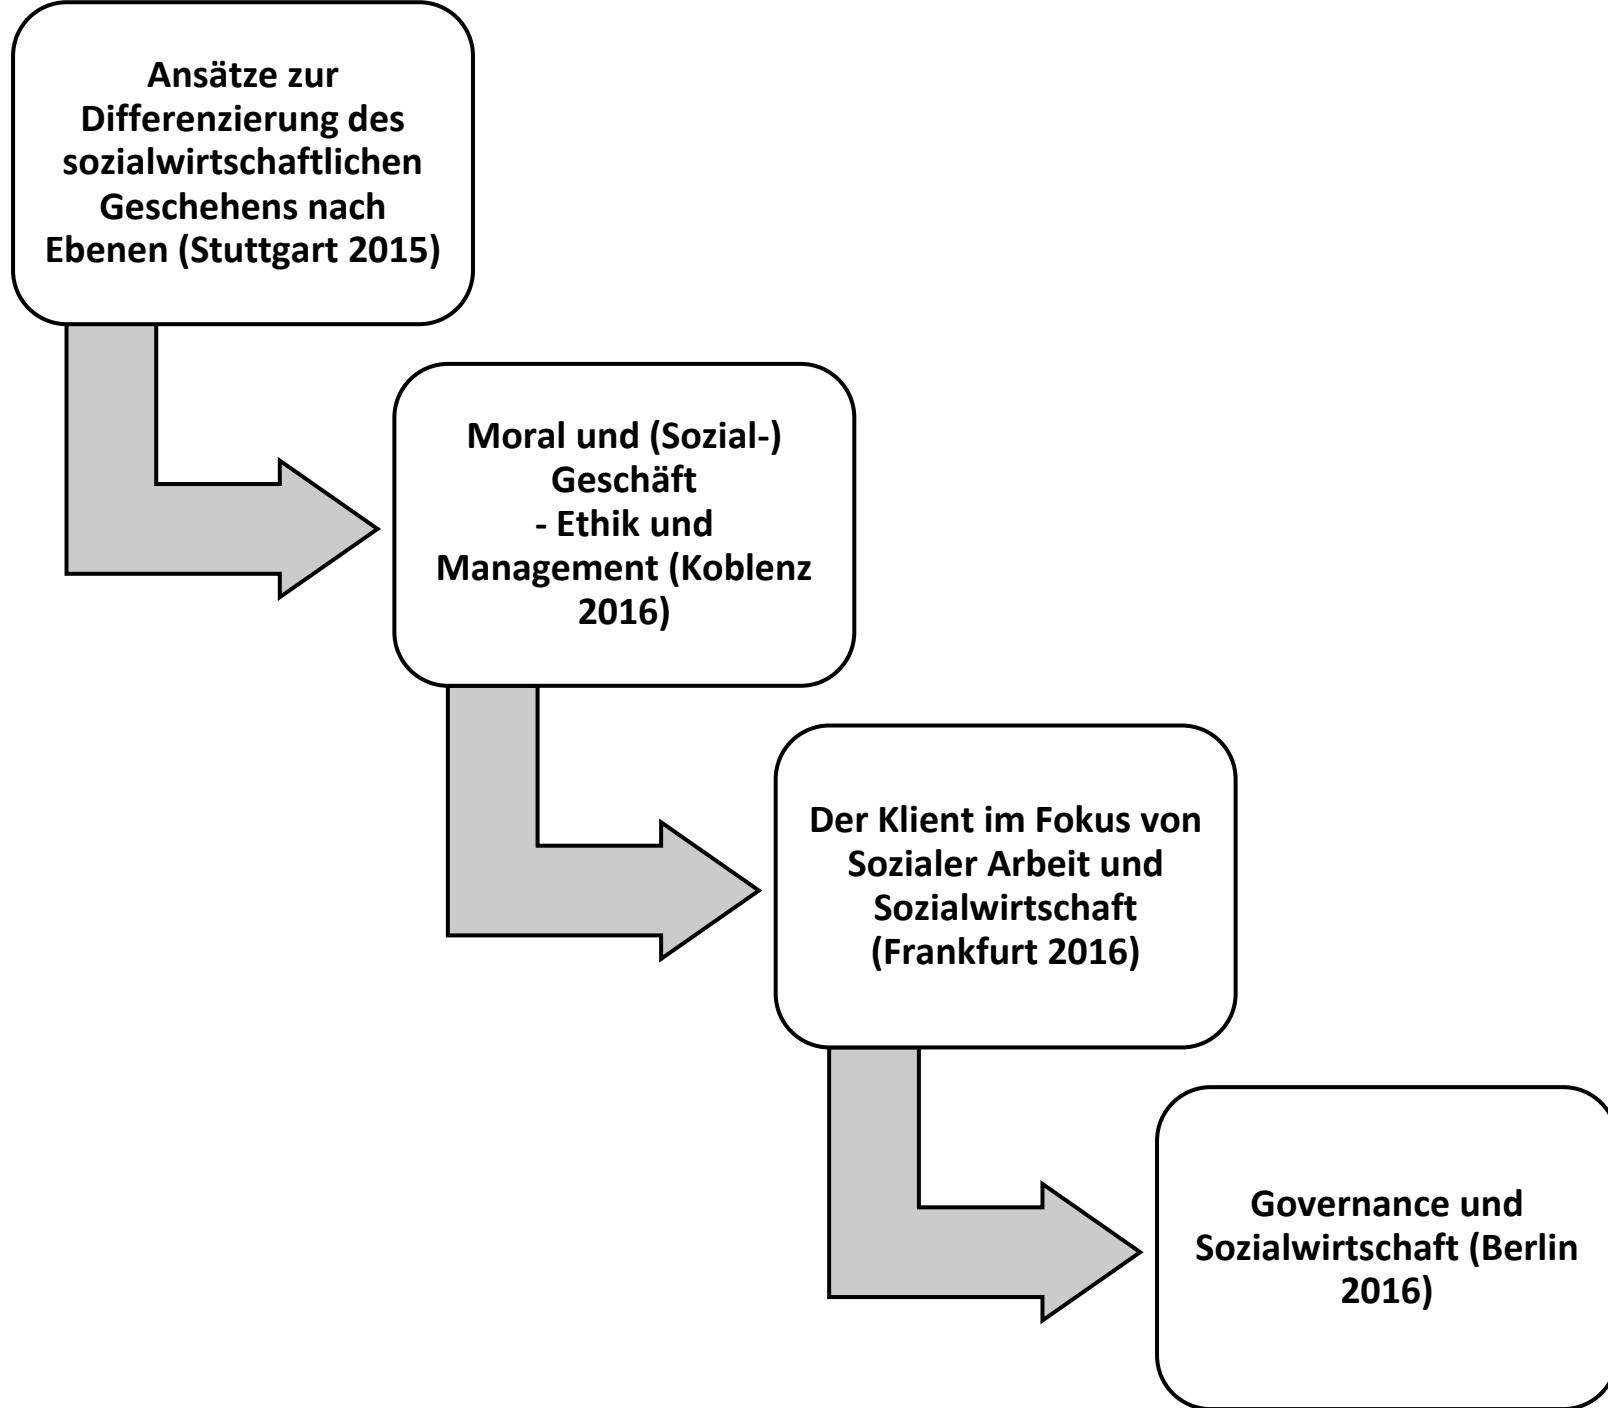 Ansätze zur
Differenzierung des
sozialwirtschaftlichen
Geschehens nach
Ebenen (Stuttgart 2015)
Moral und (Sozial-)
Geschäft
- Ethik und
Management (Koblenz
2016)
Der Klient im Fokus von
Sozialer Arbeit und
Sozialwirtschaft
(Frankfurt 2016)
Governance und
Sozialwirtschaft (Berlin
2016)